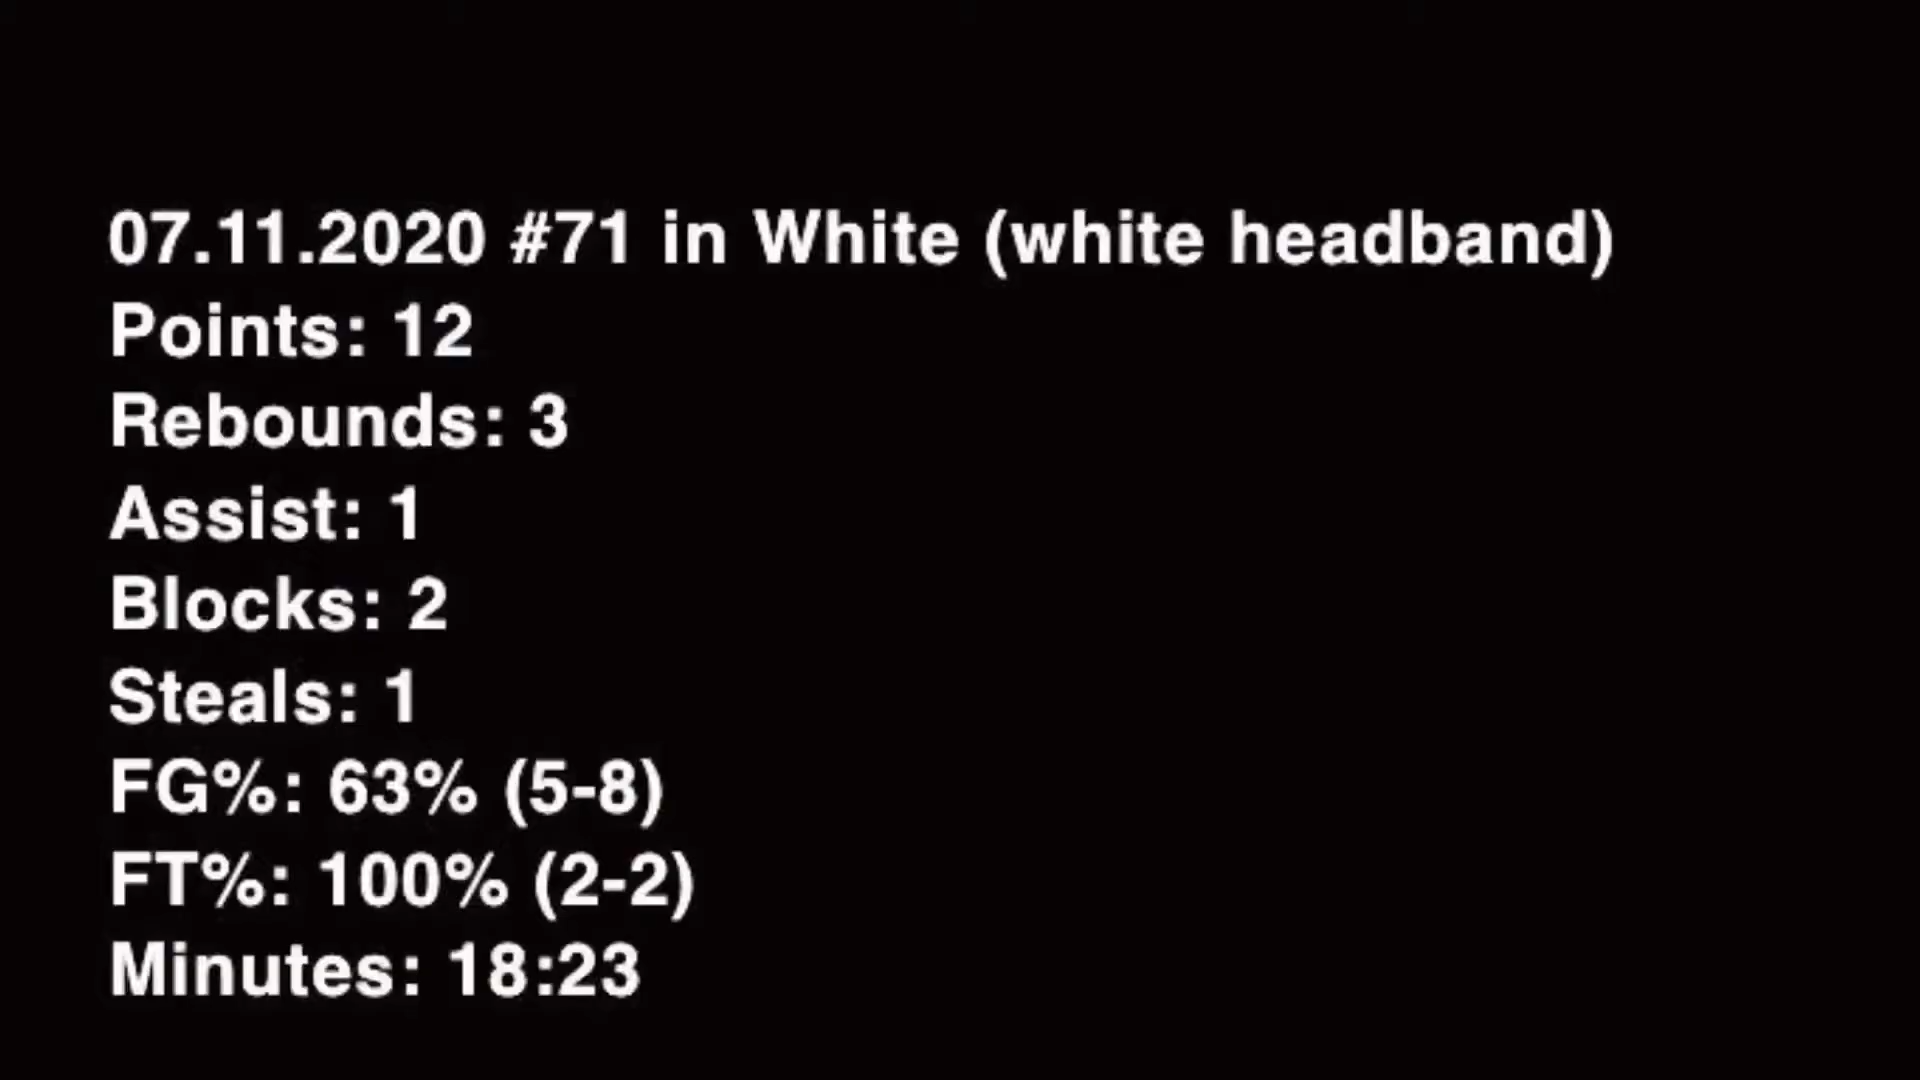 07.11.2020 #71 in White (white headband)
Points: 12
Rebounds: 3
Assist: 1
Blocks: 2
Steals: 1
FG%: 63% (5-8)
FT%: 100% (2-2)
Minutes: 18:23